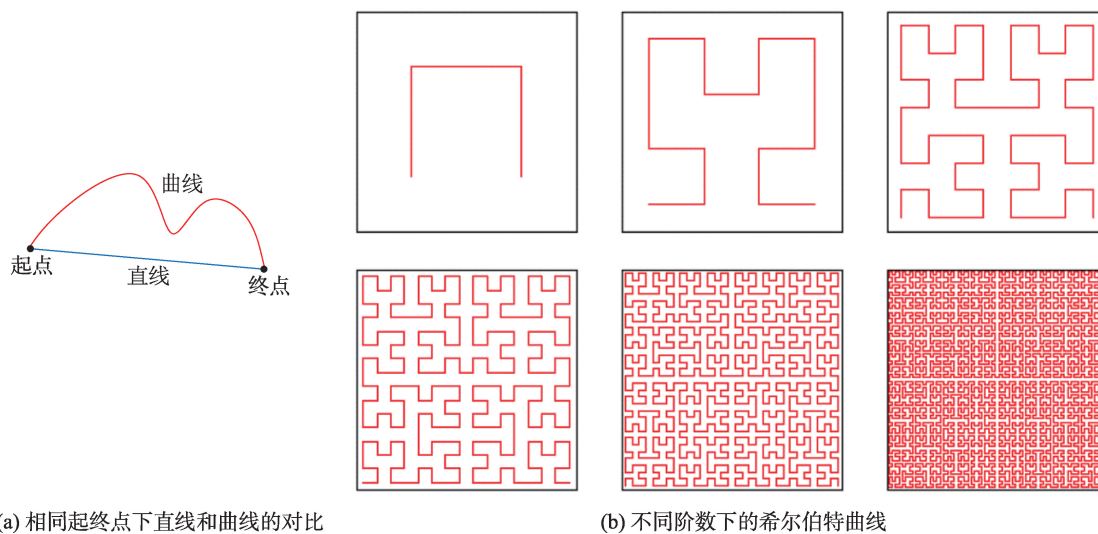 曲线
起点
直线
终点
(a) 相同起终点下直线和曲线的对比
(b) 不同阶数下的希尔伯特曲线